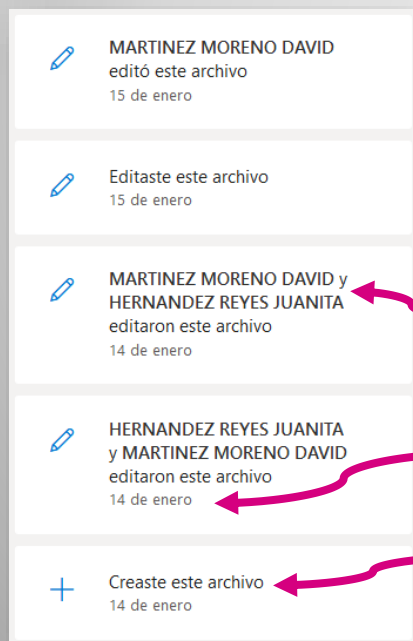 MARTINEZ MORENO DAVID
editó este archivo
15 de enero
Editaste este archivo
15 de enero
MARTINEZ MORENO DAVID y
HERNANDEZ REYES JUANITA
editaron este archivo
14 de enero
HERNANDEZ REYES JUANITA
y MARTINEZ MORENO DAVID
editaron este archivo
14 de enero
Creaste este archivo
14 de enero